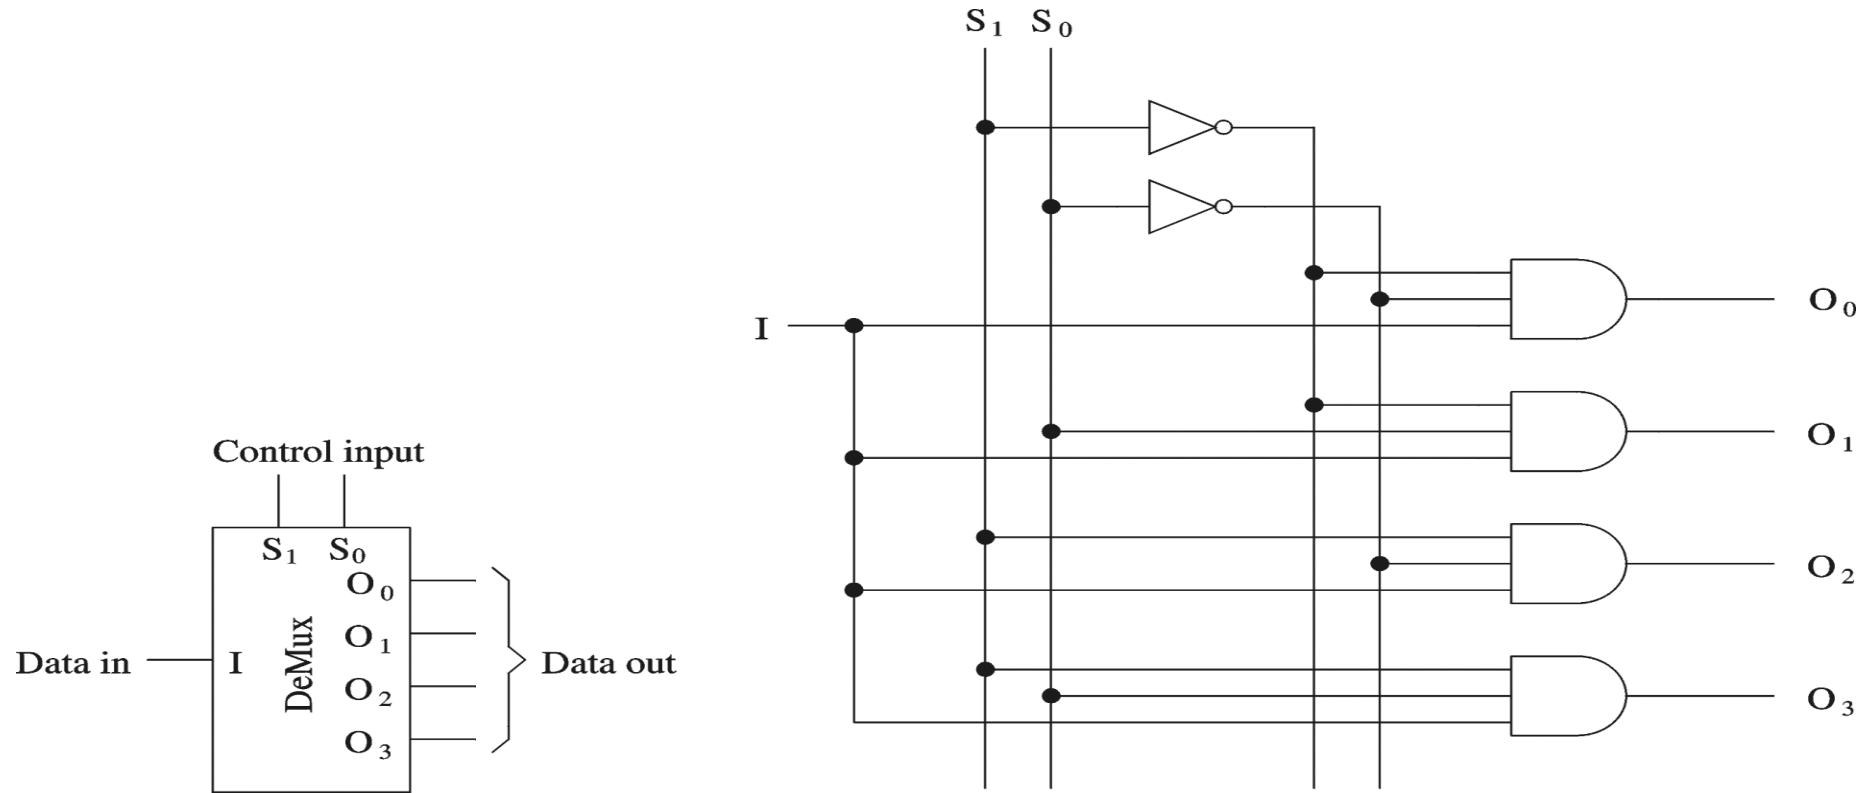 S1 S0
I
O0
O1
O2
O3
Control input
S1 S0
O0
O1
O2
O3
DeMux
Data in
I
Data out